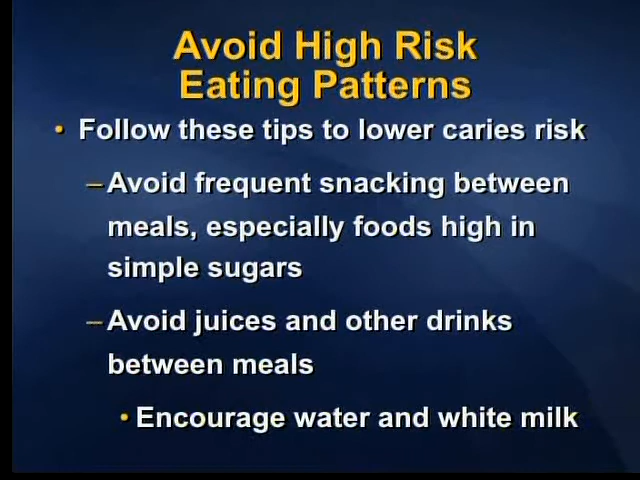 Avoid High Risk
Eating Patterns
• Follow these tips to lower caries risk
– Avoid frequent snacking between
meals, especially foods high in
simple sugars
– Avoid juices and other drinks
between meals
• Encourage water and white milk